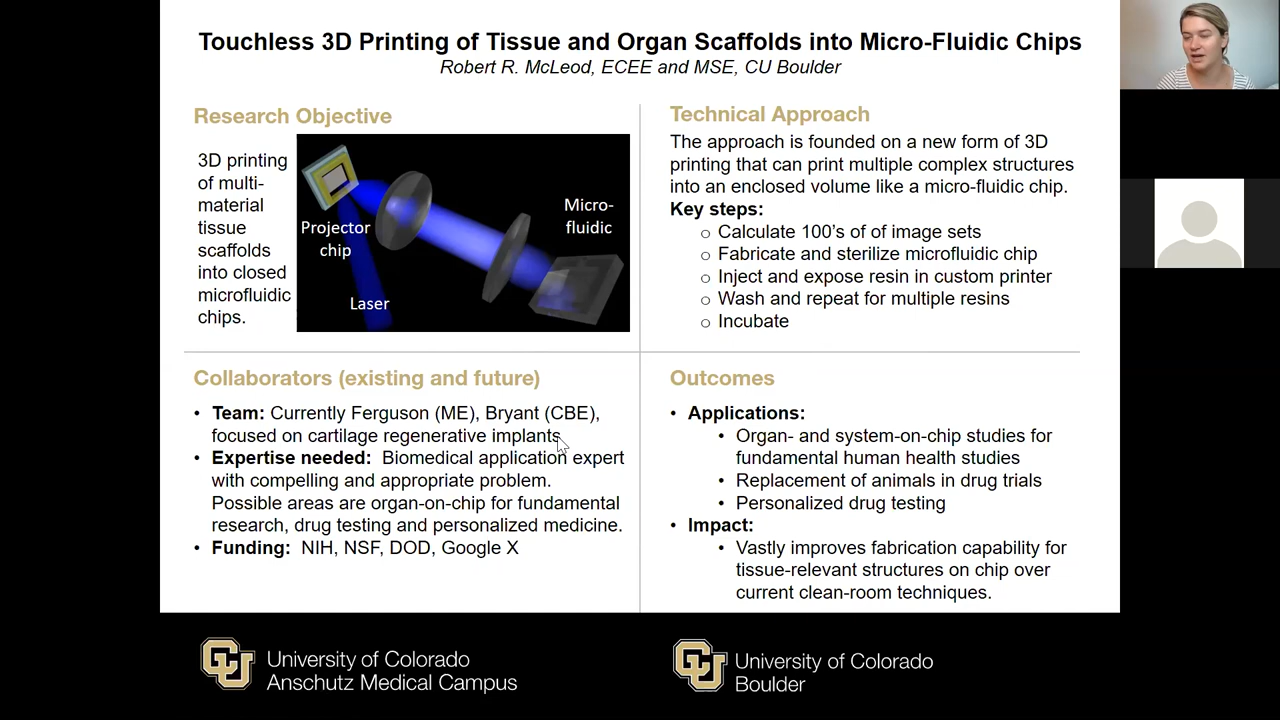 Touchless 3D Printing of Tissue and Organ Scaffolds into Micro-Fluidic Chips
Robert R. McLeod, ECEE and MSE, CU Boulder
Research Objective
3D printing
of multi-
material
tissue
scaffolds
into closed
microfluidic
chips.
Projector
chip
Laser
Micro-
fluidic
Technical Approach
The approach is founded on a new form of 3D
printing that can print multiple complex structures
into an enclosed volume like a micro-fluidic chip.
Key steps:
o Calculate 100's of of image sets
o Fabricate and sterilize microfluidic chip
o Inject and expose resin in custom printer
o Wash and repeat for multiple resins
o Incubate
Collaborators (existing and future)
• Team: Currently Ferguson (ME), Bryant (CBE),
focused on cartilage regenerative implants
• Expertise needed: Biomedical application expert
with compelling and appropriate problem.
Possible areas are organ-on-chip for fundamental
research, drug testing and personalized medicine.
• Funding: NIH, NSF, DOD, Google X
Outcomes
• Applications:
• Organ- and system-on-chip studies for
fundamental human health studies
• Replacement of animals in drug trials
• Personalized drug testing
• Impact:
• Vastly improves fabrication capability for
tissue-relevant structures on chip over
current clean-room techniques.
CU
University of Colorado
Anschutz Medical Campus
CU
University of Colorado
Boulder